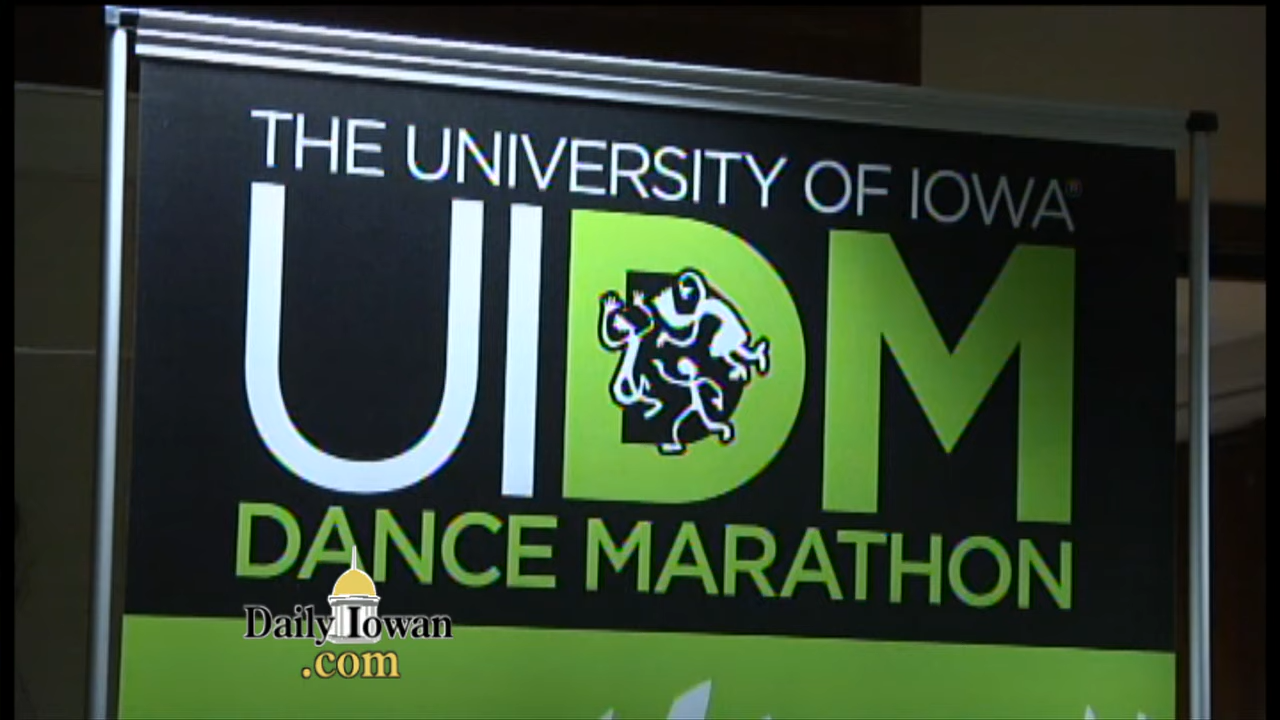 THE UNIVERSITY OF IOWA®
UIDM
DANCE MARATHON
Daily Iowan
.com